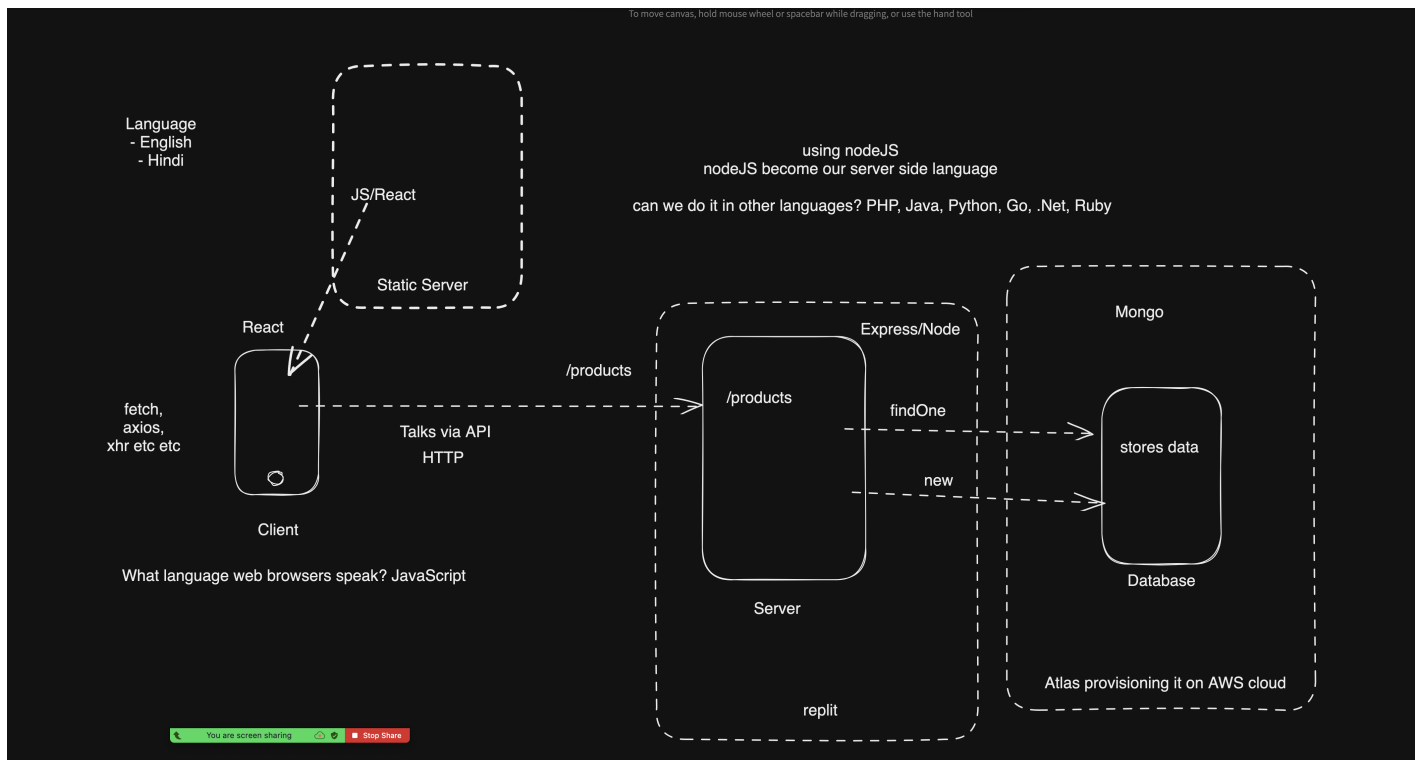 To move canvas, hold mouse wheel or spacebar while dragging, or use the hand tool
Language
- English
- Hindi
JS/React
Static Server
using nodeJS
nodeJS become our server side language
can we do it in other languages? PHP, Java, Python, Go, .Net, Ruby
React
fetch,
axios,
xhr etc etc
Client
What language web browsers speak? JavaScript
/products
Talks via API
HTTP
Express/Node
/products
Server
replit
findOne
new
Mongo
stores data
Database
Atlas provisioning it on AWS cloud
You are screen sharing
Stop Share